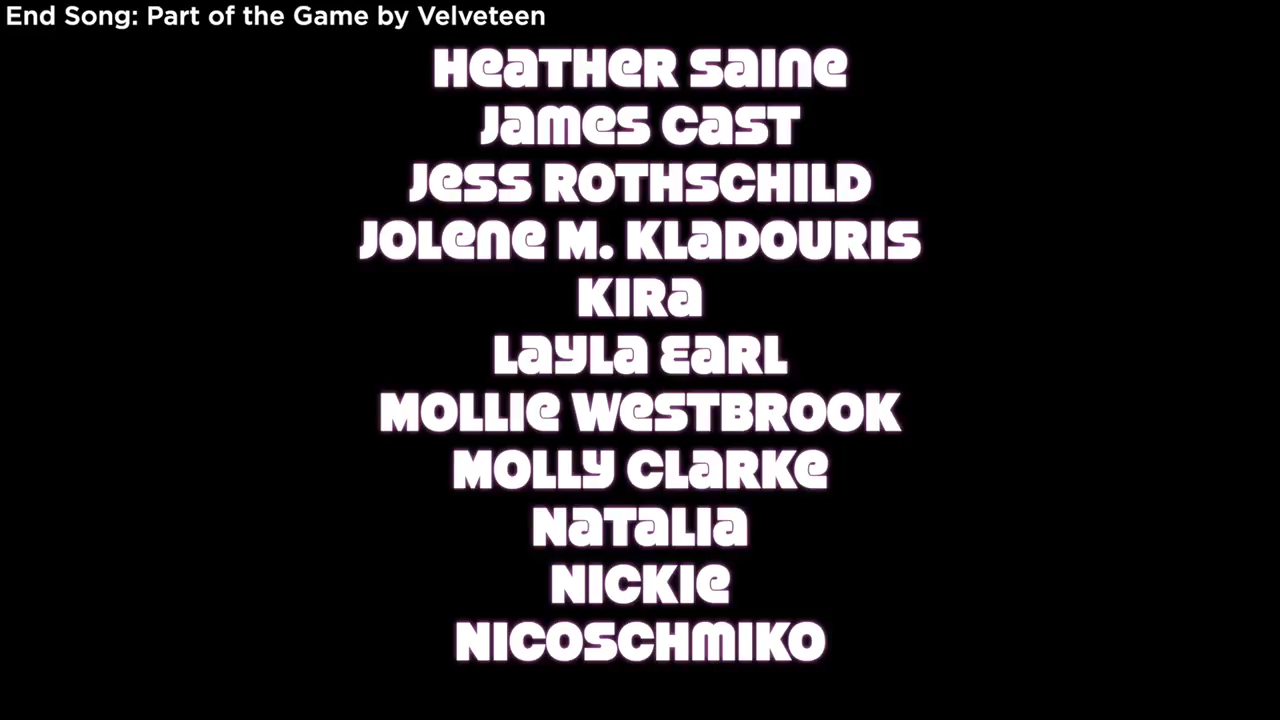 End Song: Part of the Game by Velveteen
Heather Saine
James Cast
Jess Rothschild
Jolene M. Kladouris
Kira
Layla Earl
Mollie Westbrook
Molly Clarke
Natalia
Nickie
Nicoschmiko